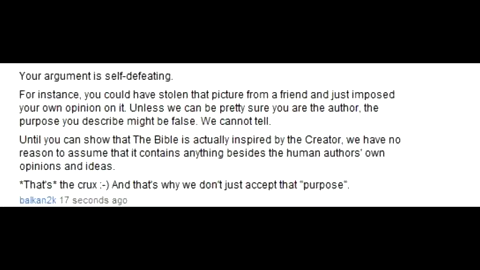 Your argument is self-defeating.
For instance, you could have stolen that picture from a friend and just imposed
your own opinion on it. Unless we can be pretty sure you are the author, the
purpose you describe might be false. We cannot tell.
Until you can show that The Bible is actually inspired by the Creator, we have no
reason to assume that it contains anything besides the human authors' own
opinions and ideas.
*That's* the crux :-) And that's why we don't just accept that "purpose".
balkan2k 17 seconds ago